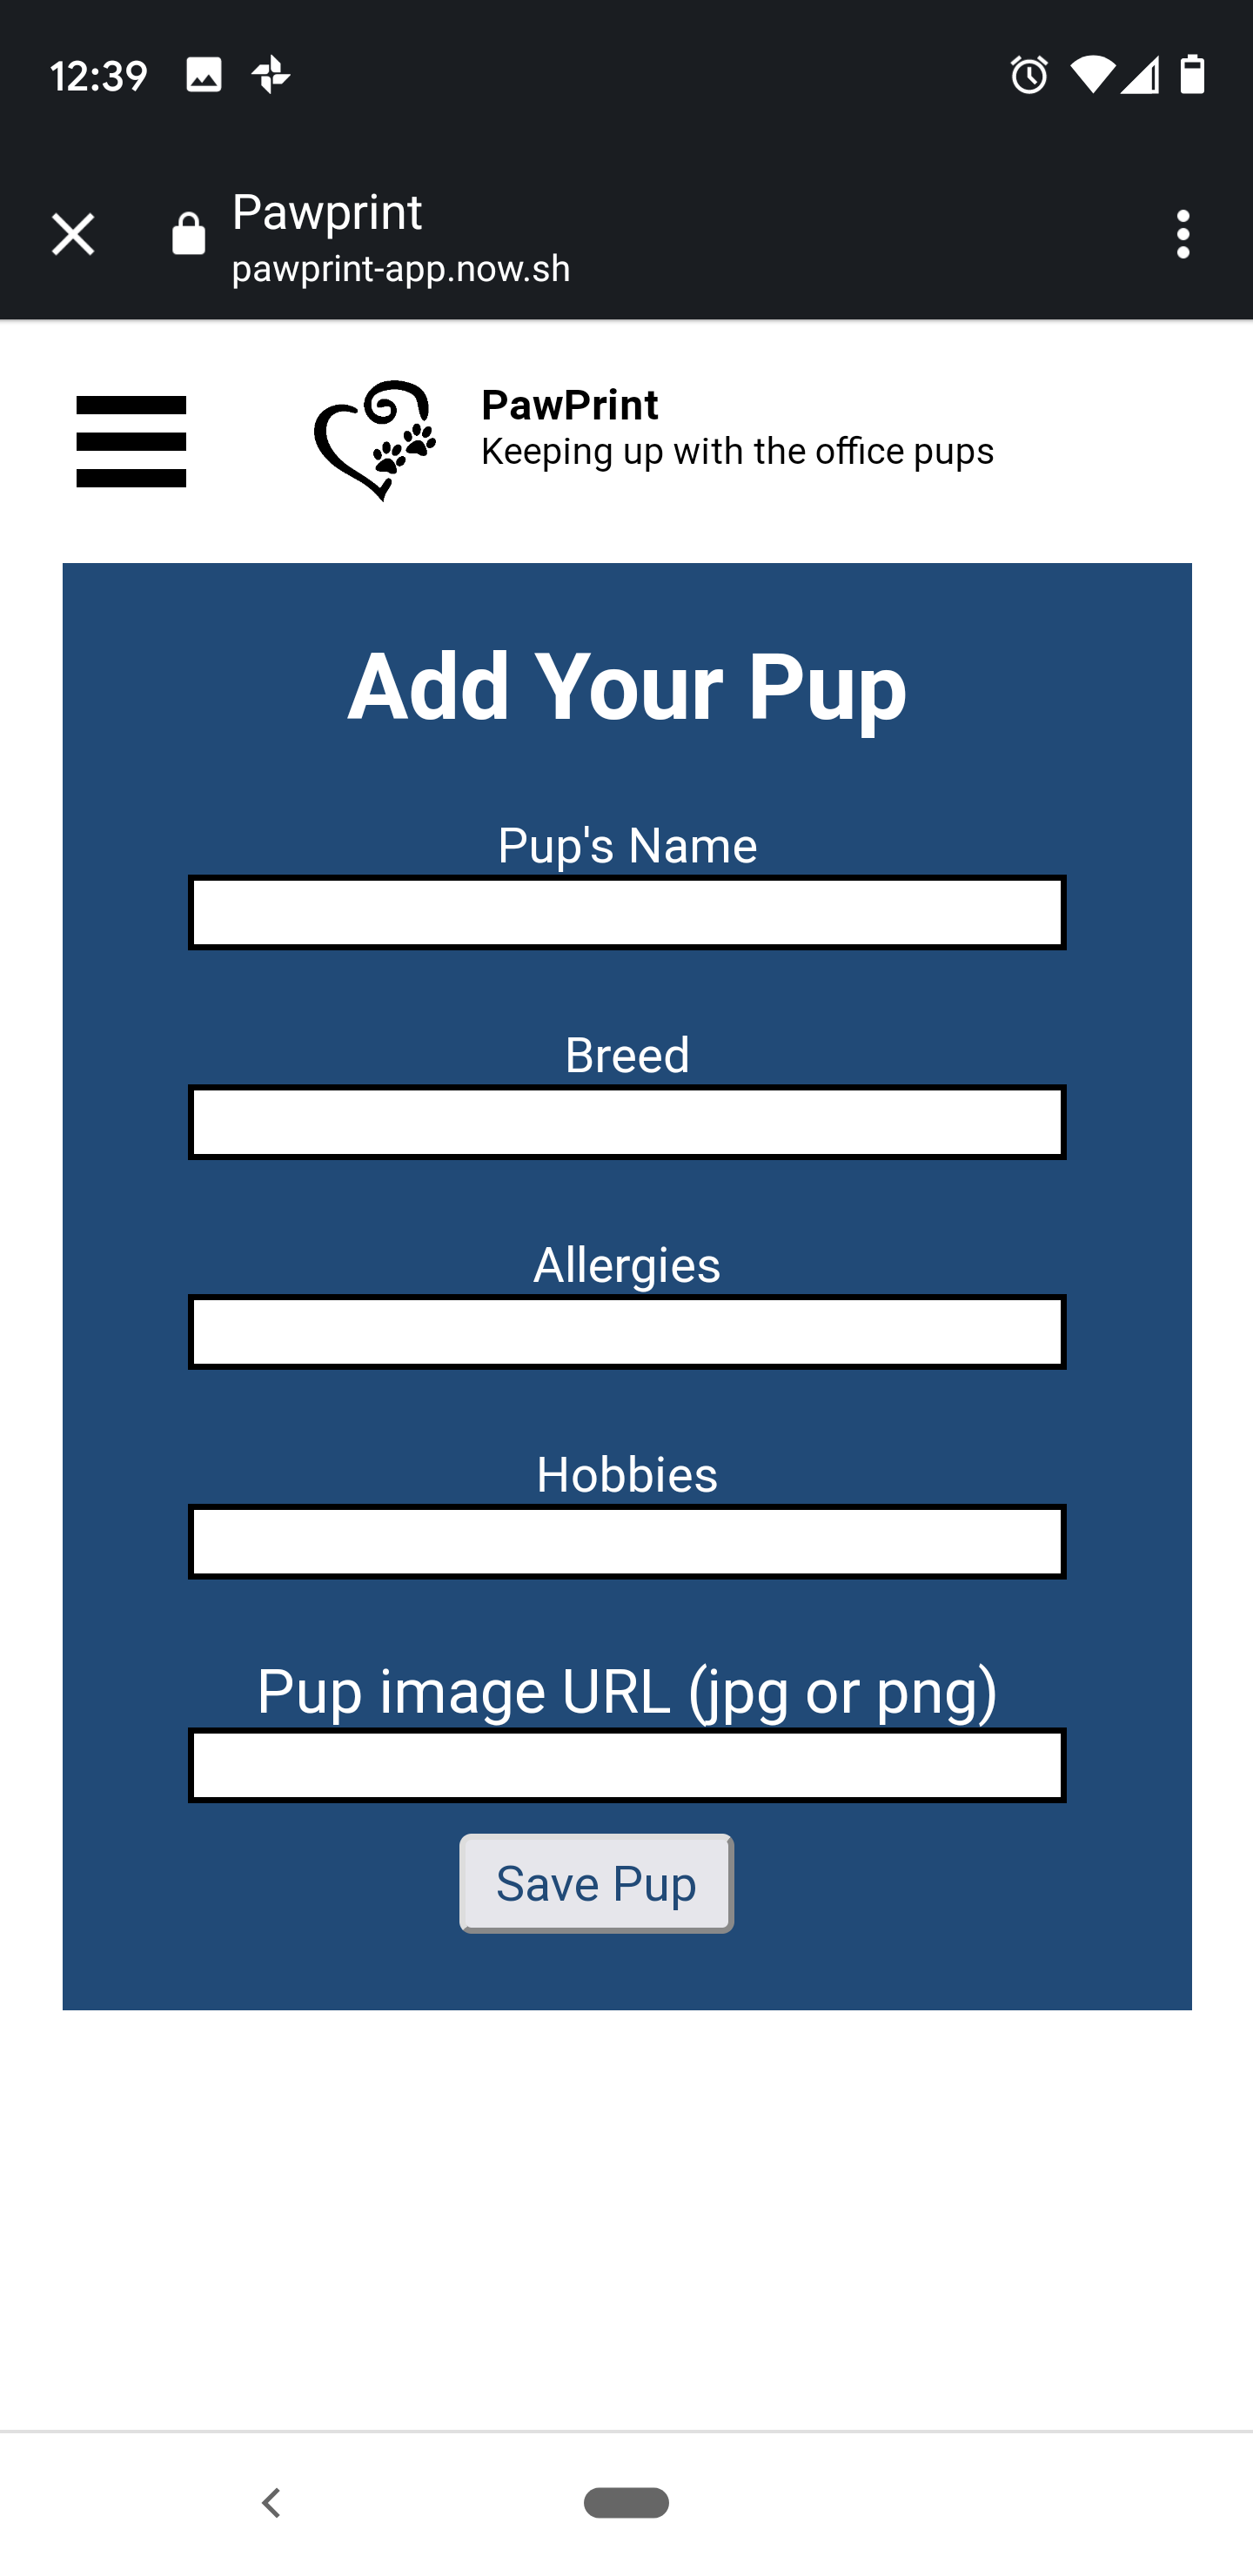 12:39
Pawprint
pawprint-app.now.sh
PawPrint
Keeping up with the office pups
Add Your Pup
Pup's Name
Breed
Allergies
Hobbies
Pup image URL (jpg or png)
Save Pup